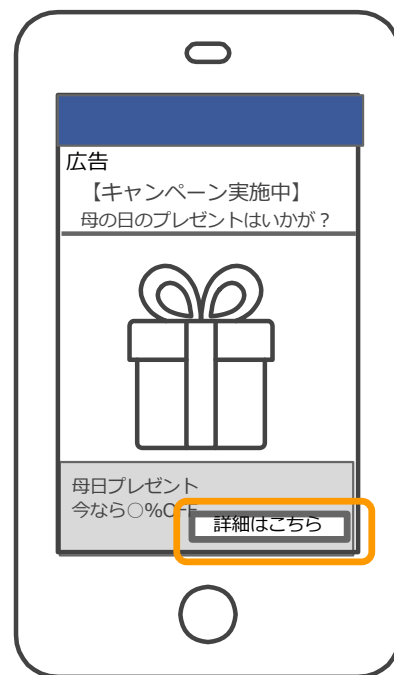 広告
【キャンペーン実施中】
母の日のプレゼントはいかが？
母日プレゼント
今なら○%OFF
詳細はこちら